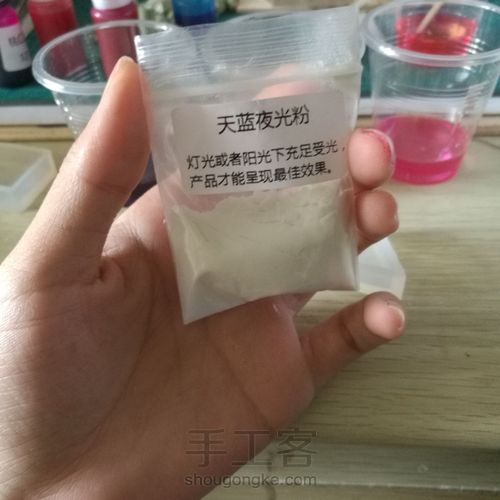 天蓝夜光粉
灯光或者阳光下充足受光，
产品才能呈现最佳效果。
手工客
shougongke.com